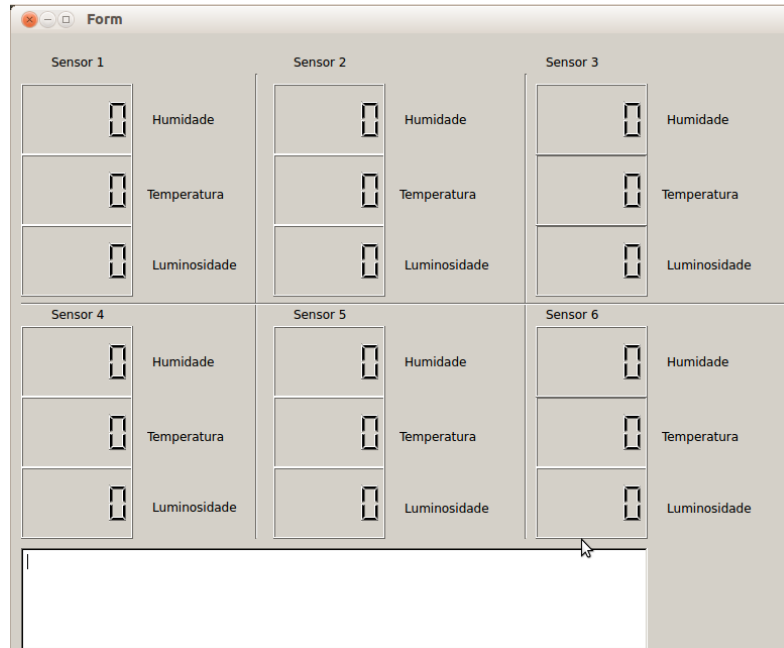 Form
Sensor 1 Sensor 2 Sensor 3
0 Humidade 0 Humidade 0 Humidade
0 Temperatura 0 Temperatura 0 Temperatura
0 Luminosidade 0 Luminosidade 0 Luminosidade
Sensor 4 Sensor 5 Sensor 6
0 Humidade 0 Humidade 0 Humidade
0 Temperatura 0 Temperatura 0 Temperatura
0 Luminosidade 0 Luminosidade 0 Luminosidade